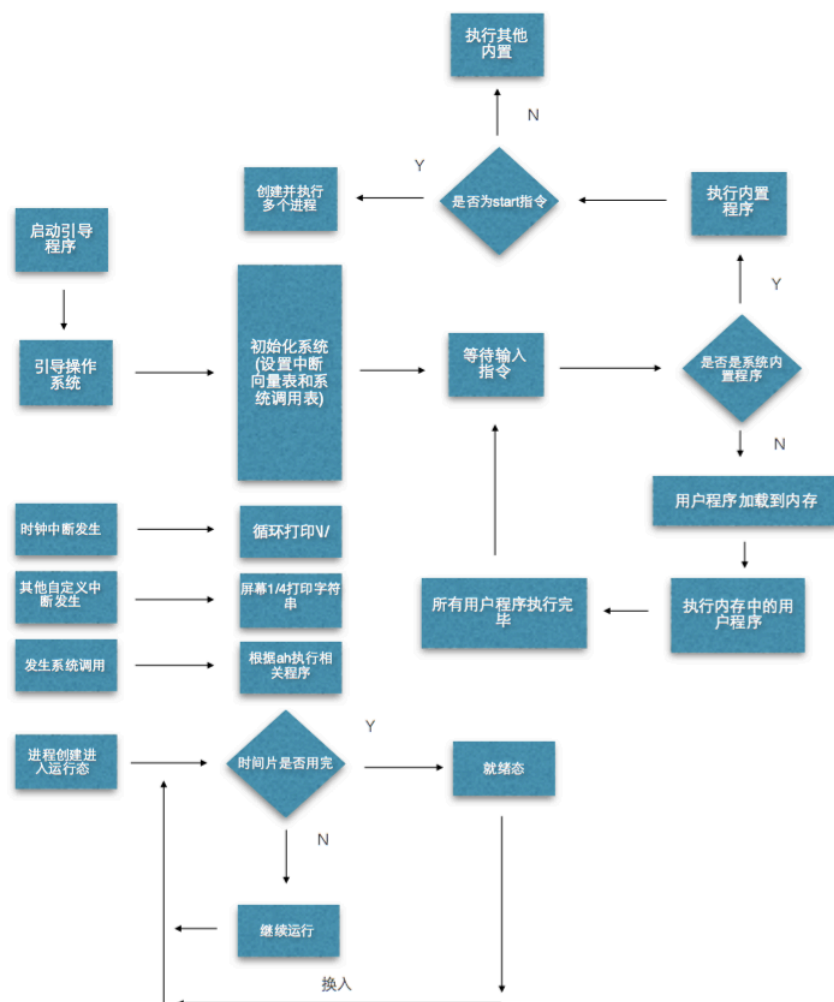 执行其他
内置
N
Y
创建并执行
多个进程
是否为start指令
执行内置
程序
启动引导
程序
Y
初始化系统
(设置中断
向量表和系
统调用表)
引导操作
系统
等待输入
指令
是否是系统内
置程序
N
用户程序加载到内存
时钟中断发生
循环打印\/
其他自定义中
断发生
屏幕1/4打印字符
串
所有用户程序执行完
毕
执行内存中的用
户程序
发生系统调用
根据ah执行相
关程序
Y
进程创建进
入运行态
时间片是否用完
就绪态
N
继续运行
换入